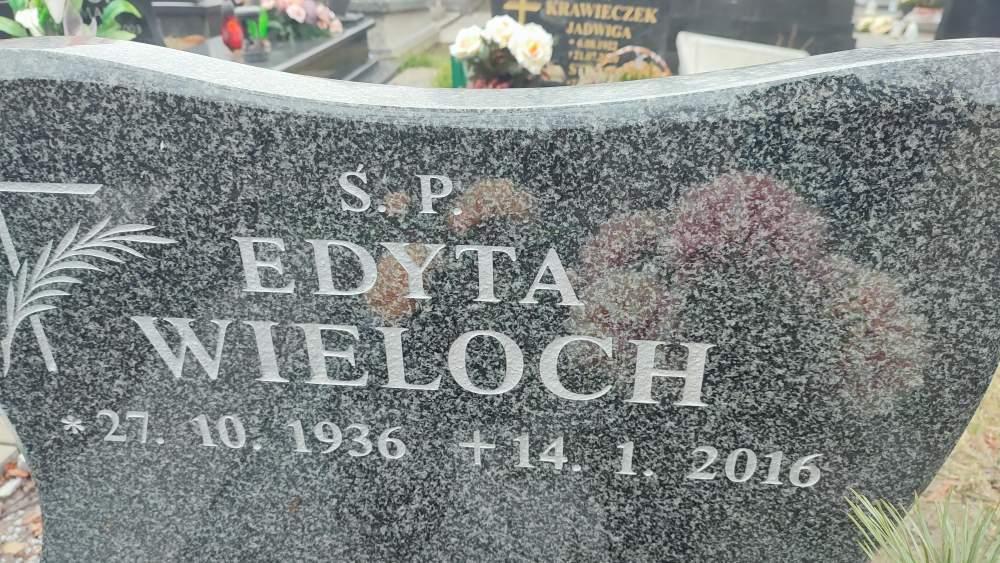 KRAWIECZEK
JADWIGA
Ś. P.
EDYTA
WIELOCH
* 27. 10. 1936 + 14. 1. 2016